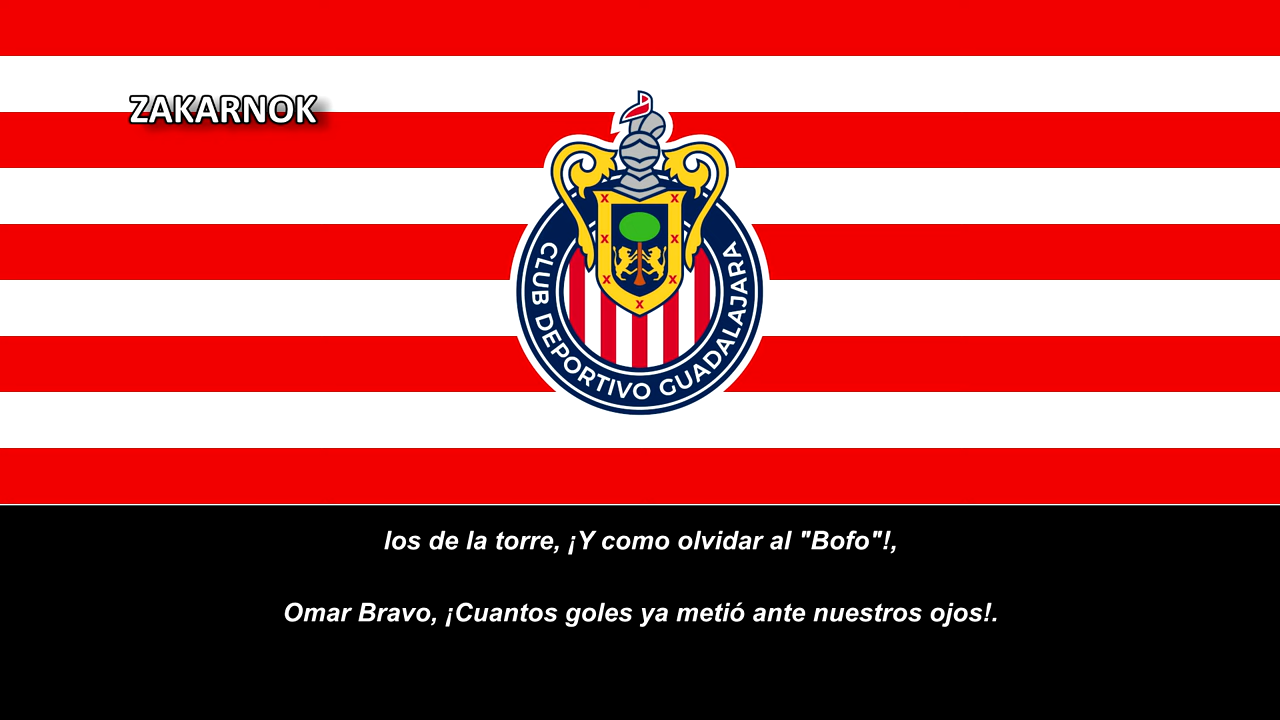 ZAKARNOK
CLUB DEPORTIVO GUADALAJARA
X X
X X
X X
X
los de la torre, ¡Y como olvidar al "Bofo"!,
Omar Bravo, ¡Cuantos goles ya metió ante nuestros ojos!.